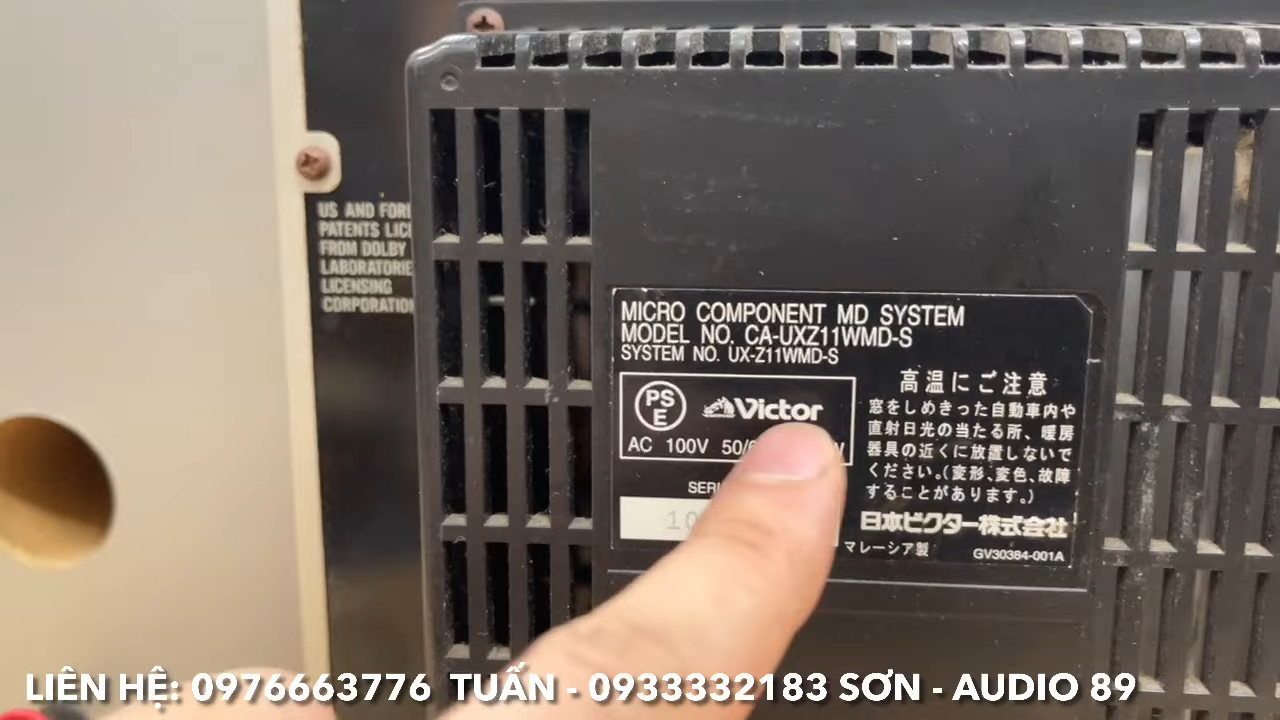 US AND
PATENTS
FROM DOLBY
LABORATORIE
LICENSING
CORPORATION
MICRO COMPONENT MD SYSTEM
MODEL NO. CA-UXZ11WMD-S
SYSTEM NO. UX-Z11WMD-S
PS
E
Victor
AC 100V 50/
高温にご注意
窓をしめきった自動車内や
直射日光の当たる所、暖房
器具の近くに放置しないで
ください。(変形、変色、故障
することがあります。)
日本ビクター株式会社
マレーシア製 GV30384-001A
LIÊN HỆ: 0976663776 TUẤN - 0933332183 SƠN - AUDIO 89